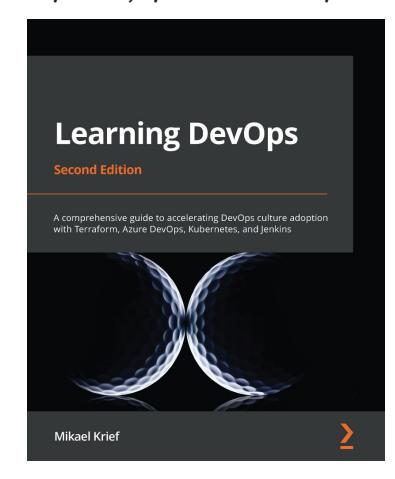 Learning DevOps
Second Edition
A comprehensive guide to accelerating DevOps culture adoption
with Terraform, Azure DevOps, Kubernetes, and Jenkins
Mikael Krief